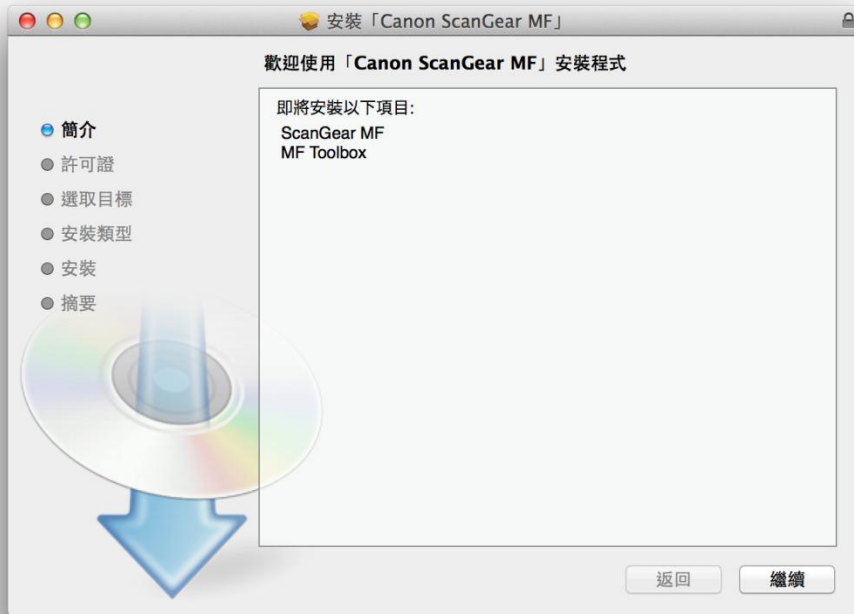 安裝「Canon ScanGear MF」
歡迎使用「Canon ScanGear MF」安裝程式
簡介
許可證
選取目標
安裝類型
安裝
摘要
即將安裝以下項目:
ScanGear MF
MF Toolbox
返回
繼續